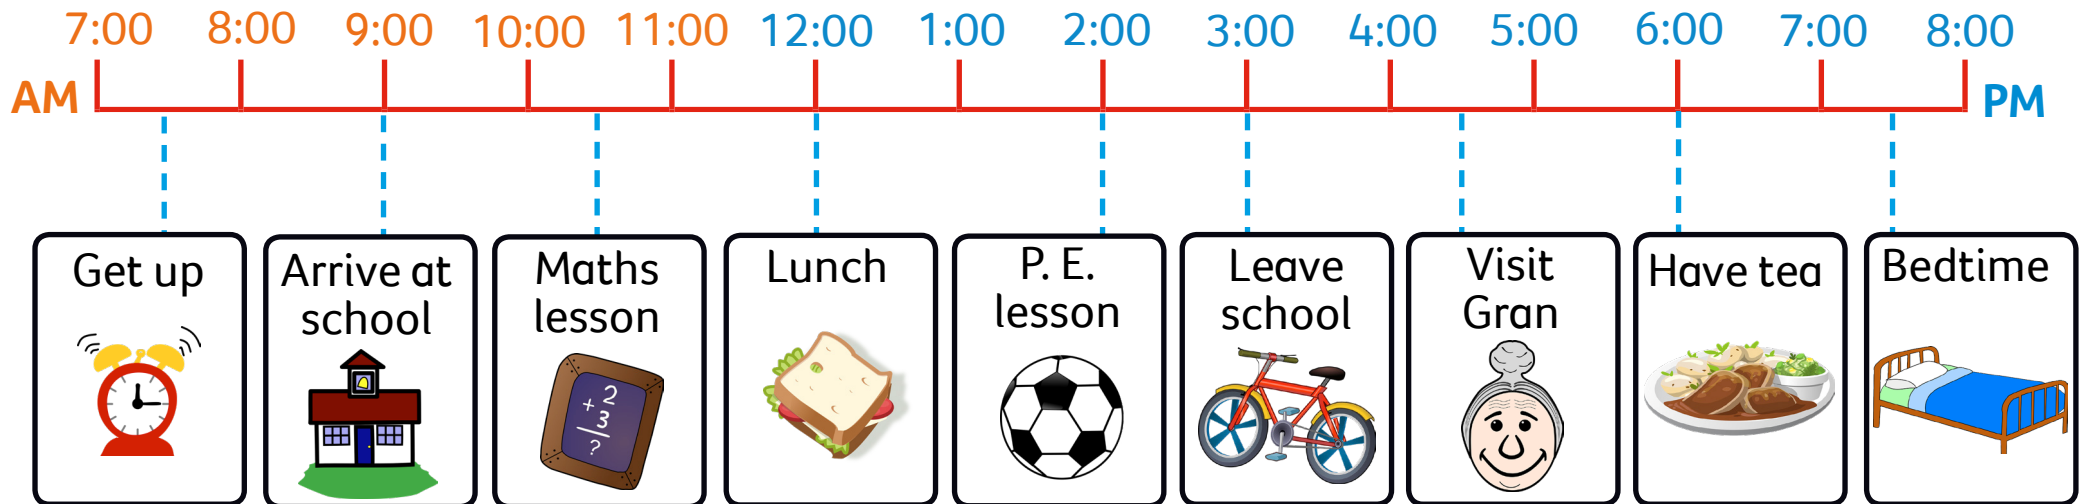 7:00 8:00 9:00 10:00 11:00 12:00 1:00 2:00 3:00 4:00 5:00 6:00 7:00 8:00
AM PM
Get up
Arrive at
school
Maths
lesson
2
+ 3
?
Lunch
P. E.
lesson
Leave
school
Visit
Gran
Have tea
Bedtime